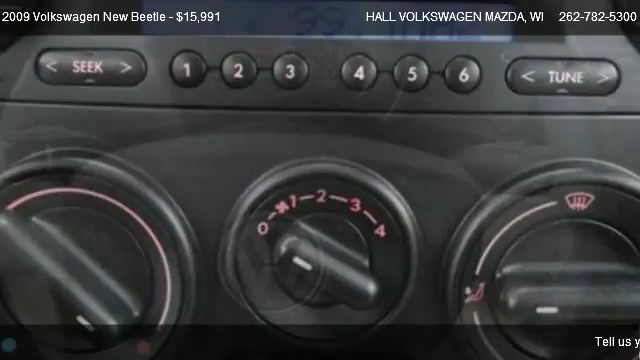 2009 Volkswagen New Beetle - $15,991 HALL VOLKSWAGEN MAZDA, WI 262-782-5300
< SEEK > 1 2 3 4 5 6 < TUNE >
0 1 2 3 4
Tell us y